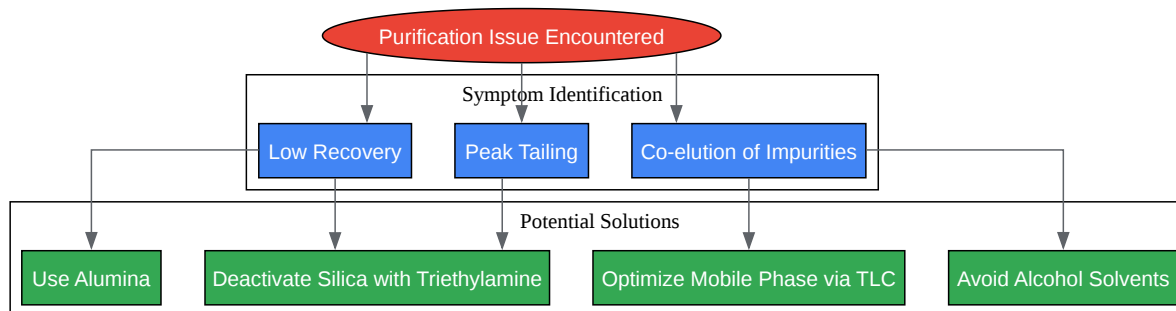 Purification Issue Encountered
Symptom Identification
Low Recovery
Peak Tailing
Co-elution of Impurities
Potential Solutions
Use Alumina
Deactivate Silica with Triethylamine
Optimize Mobile Phase via TLC
Avoid Alcohol Solvents